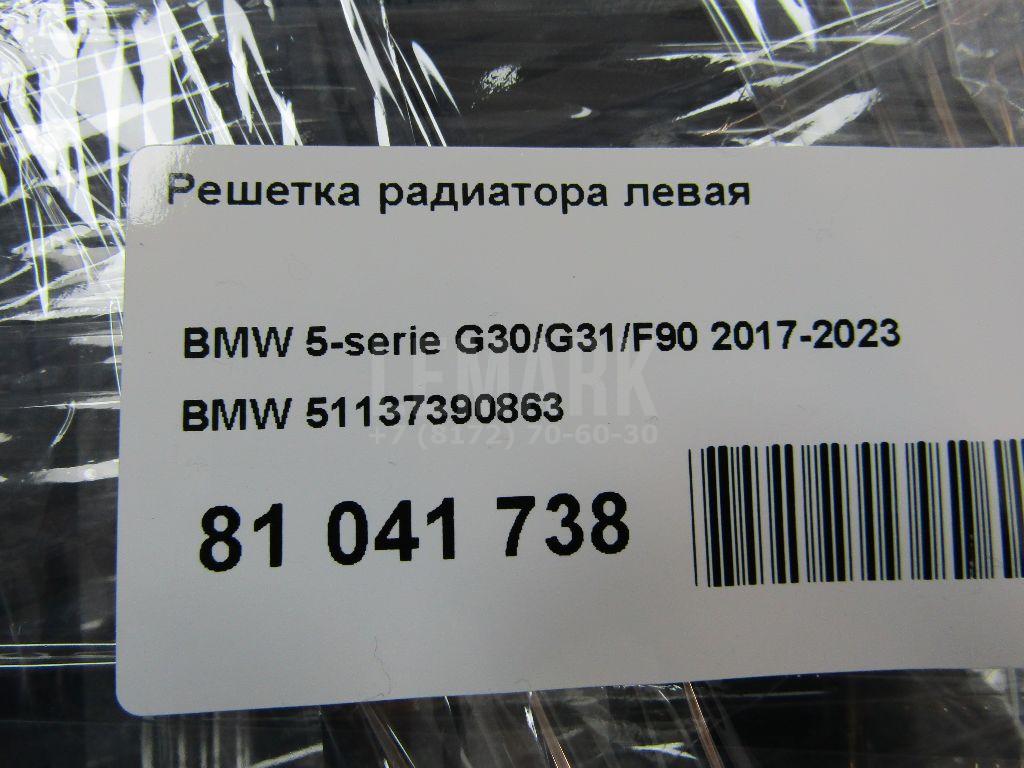 Решетка радиатора левая
BMW 5-serie G30/G31/F90 2017-2023
LEMARK
BMW 51137390863
+7 (8172) 70-60-30
81 041 738